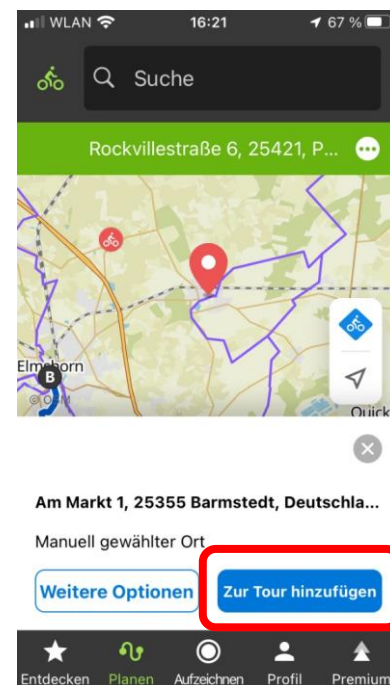 WLAN 16:21 67 %
Suche
Rockvillestraße 6, 25421, P...
Elmshorn
B
© OSM
Quick
Am Markt 1, 25355 Barmstedt, Deutschla...
Manuell gewählter Ort
Weitere Optionen Zur Tour hinzufügen
Entdecken Planen Aufzeichnen Profil Premium